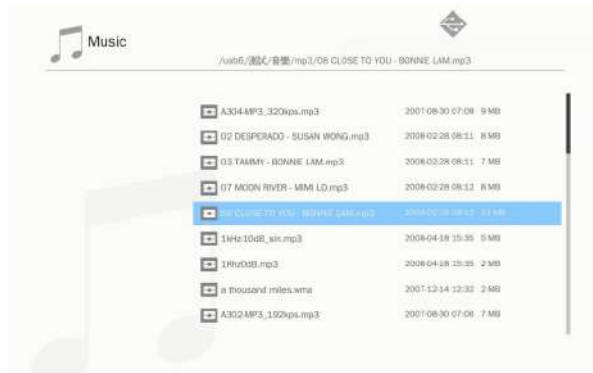 Music
/usb6/測試/音樂/mp3/08 CLOSE TO YOU - BONNIE LAM.mp3
A304-MP3_320kps.mp3 2007-08-30 07:09 9 MB
02 DESPERADO - SUSAN WONG.mp3 2008-02-28 08:11 8 MB
03 TAMMY - BONNIE LAM.mp3 2008-02-28 08:11 7 MB
07 MOON RIVER - MIMI LO.mp3 2008-02-28 08:12 8 MB
08 CLOSE TO YOU - BONNIE LAM.mp3 2008-02-28 08:12
1kHz-10dB_sin.mp3 2008-04-18 15:35 5 MB
1Khz0dB.mp3 2008-04-18 15:35 2 MB
a thousand miles.wma 2007-12-14 12:32 2 MB
A302-MP3_192kps.mp3 2007-08-30 07:06 7 MB